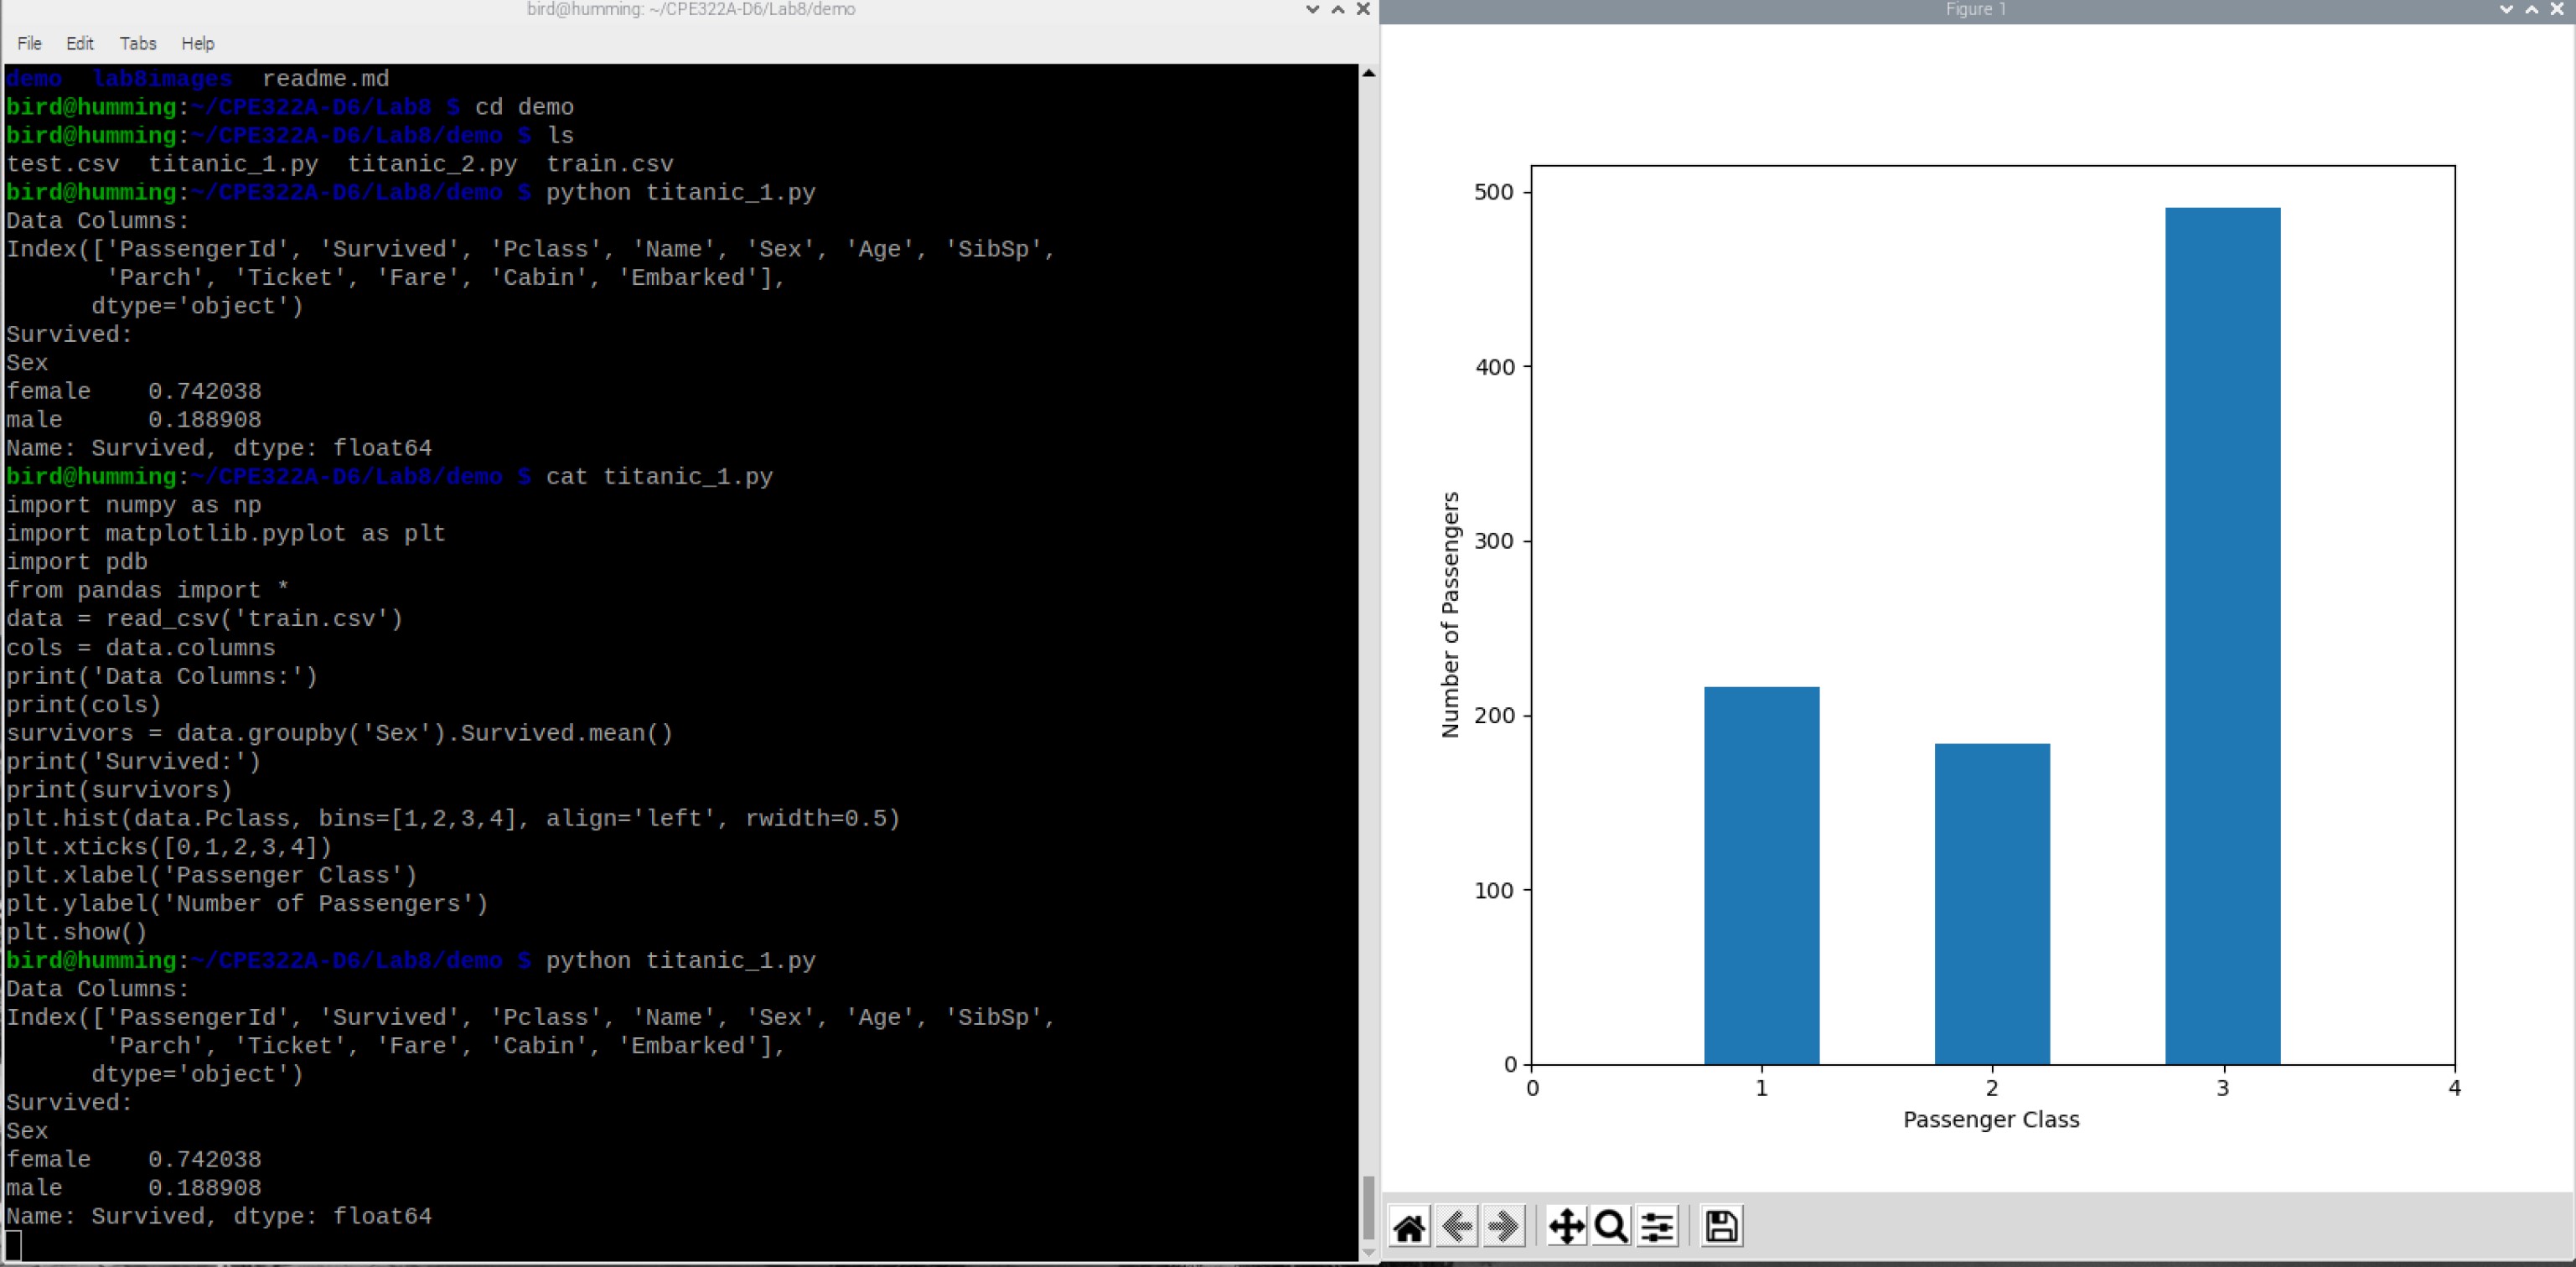 bird@humming: ~/CPE322A-D6/Lab8/demo
File Edit Tabs Help
demo  lab8images  readme.md
bird@humming:~/CPE322A-D6/Lab8 $ cd demo
bird@humming:~/CPE322A-D6/Lab8/demo $ ls
test.csv  titanic_1.py  titanic_2.py  train.csv
bird@humming:~/CPE322A-D6/Lab8/demo $ python titanic_1.py
Data Columns:
Index(['PassengerId', 'Survived', 'Pclass', 'Name', 'Sex', 'Age', 'SibSp',
       'Parch', 'Ticket', 'Fare', 'Cabin', 'Embarked'],
      dtype='object')
Survived:
Sex
female    0.742038
male      0.188908
Name: Survived, dtype: float64
bird@humming:~/CPE322A-D6/Lab8/demo $ cat titanic_1.py
import numpy as np
import matplotlib.pyplot as plt
import pdb
from pandas import *
data = read_csv('train.csv')
cols = data.columns
print('Data Columns:')
print(cols)
survivors = data.groupby('Sex').Survived.mean()
print('Survived:')
print(survivors)
plt.hist(data.Pclass, bins=[1,2,3,4], align='left', rwidth=0.5)
plt.xticks([0,1,2,3,4])
plt.xlabel('Passenger Class')
plt.ylabel('Number of Passengers')
plt.show()
bird@humming:~/CPE322A-D6/Lab8/demo $ python titanic_1.py
Data Columns:
Index(['PassengerId', 'Survived', 'Pclass', 'Name', 'Sex', 'Age', 'SibSp',
       'Parch', 'Ticket', 'Fare', 'Cabin', 'Embarked'],
      dtype='object')
Survived:
Sex
female    0.742038
male      0.188908
Name: Survived, dtype: float64
Figure 1
500
400
300
200
100
0
Number of Passengers
0 1 2 3 4
Passenger Class